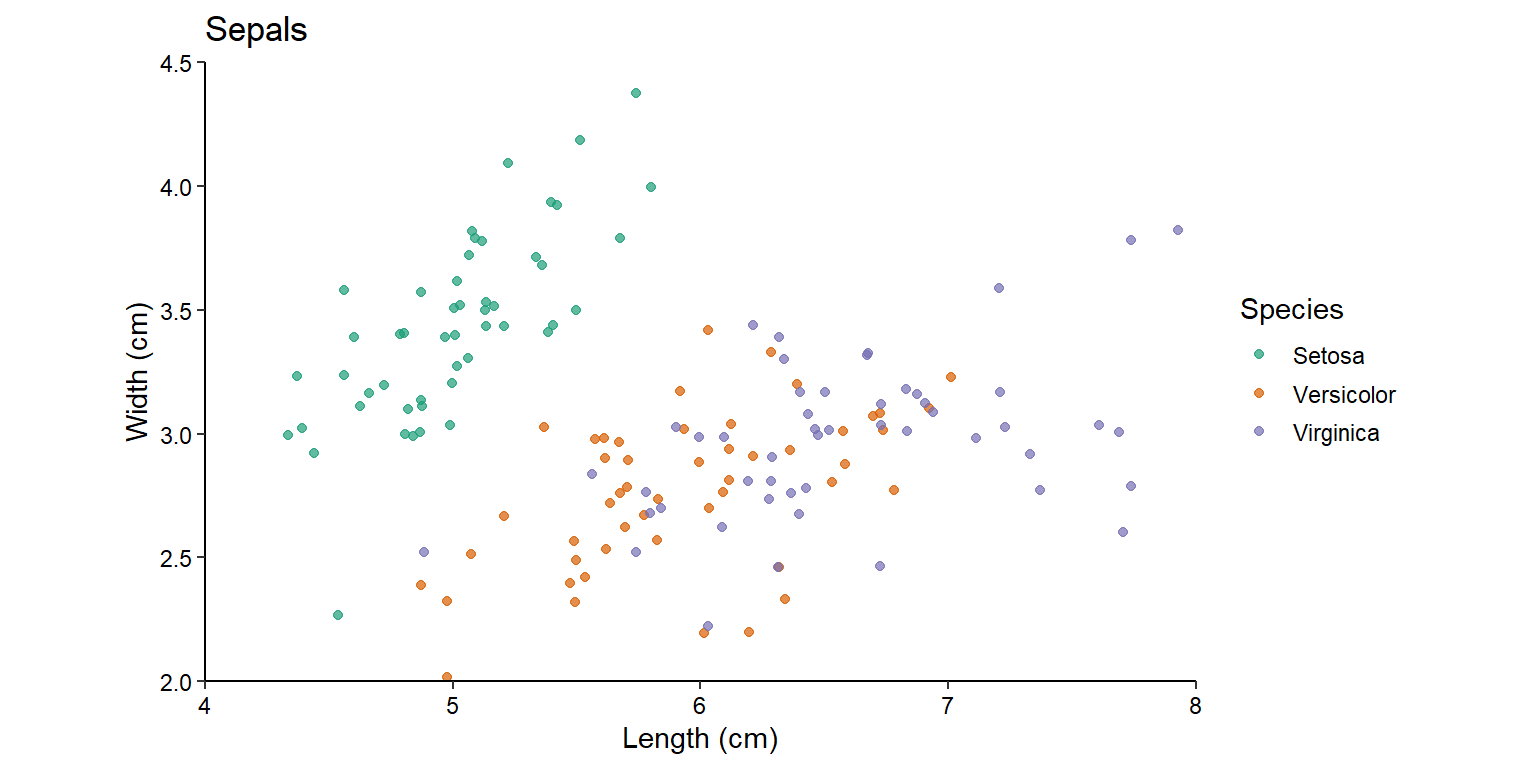 Sepals
4.5
4.0
3.5
3.0
2.5
2.0
Width (cm)
4 5 6 7 8
Length (cm)
Species
Setosa
Versicolor
Virginica